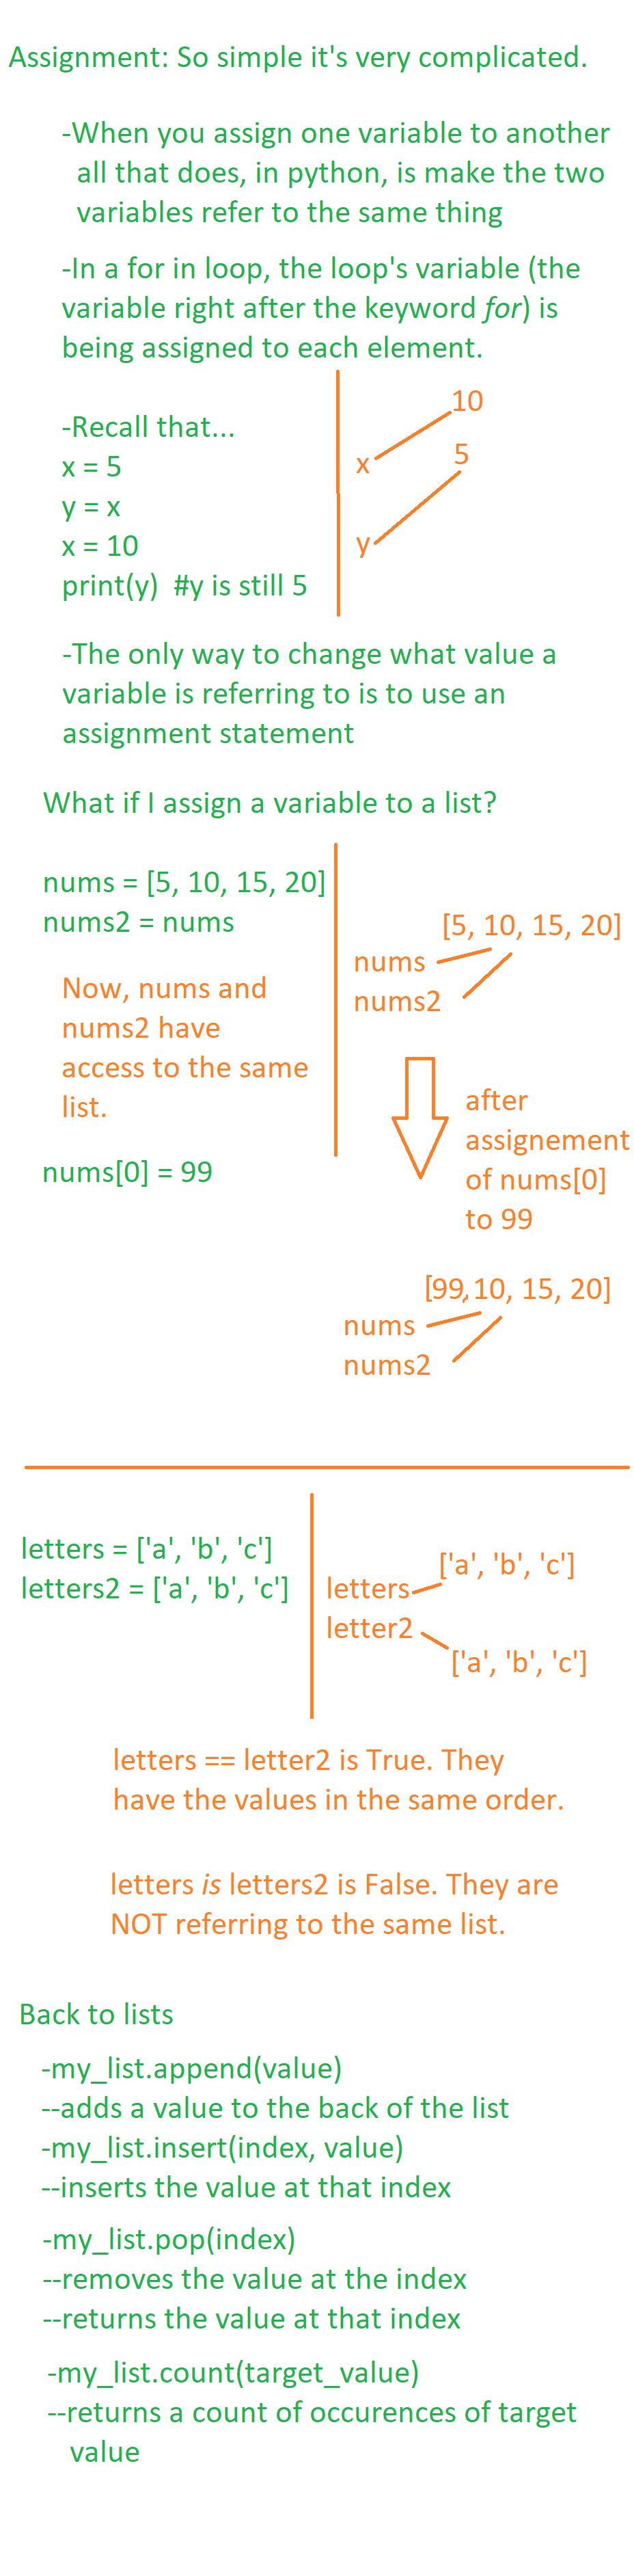 Assignment: So simple it's very complicated.
-When you assign one variable to another
all that does, in python, is make the two
variables refer to the same thing
-In a for in loop, the loop's variable (the
variable right after the keyword for) is
being assigned to each element.
-Recall that...
x = 5
y = x
x = 10
print(y)  #y is still 5
10
x
5
y
-The only way to change what value a
variable is referring to is to use an
assignment statement
What if I assign a variable to a list?
nums = [5, 10, 15, 20]
nums2 = nums
Now, nums and
nums2 have
access to the same
list.
nums[0] = 99
[5, 10, 15, 20]
nums
nums2
after
assignement
of nums[0]
to 99
[99, 10, 15, 20]
nums
nums2
letters = ['a', 'b', 'c']
letters2 = ['a', 'b', 'c']
['a', 'b', 'c']
letters
letter2
['a', 'b', 'c']
letters == letter2 is True. They
have the values in the same order.
letters is letters2 is False. They are
NOT referring to the same list.
Back to lists
-my_list.append(value)
--adds a value to the back of the list
-my_list.insert(index, value)
--inserts the value at that index
-my_list.pop(index)
--removes the value at the index
--returns the value at that index
-my_list.count(target_value)
--returns a count of occurences of target
value